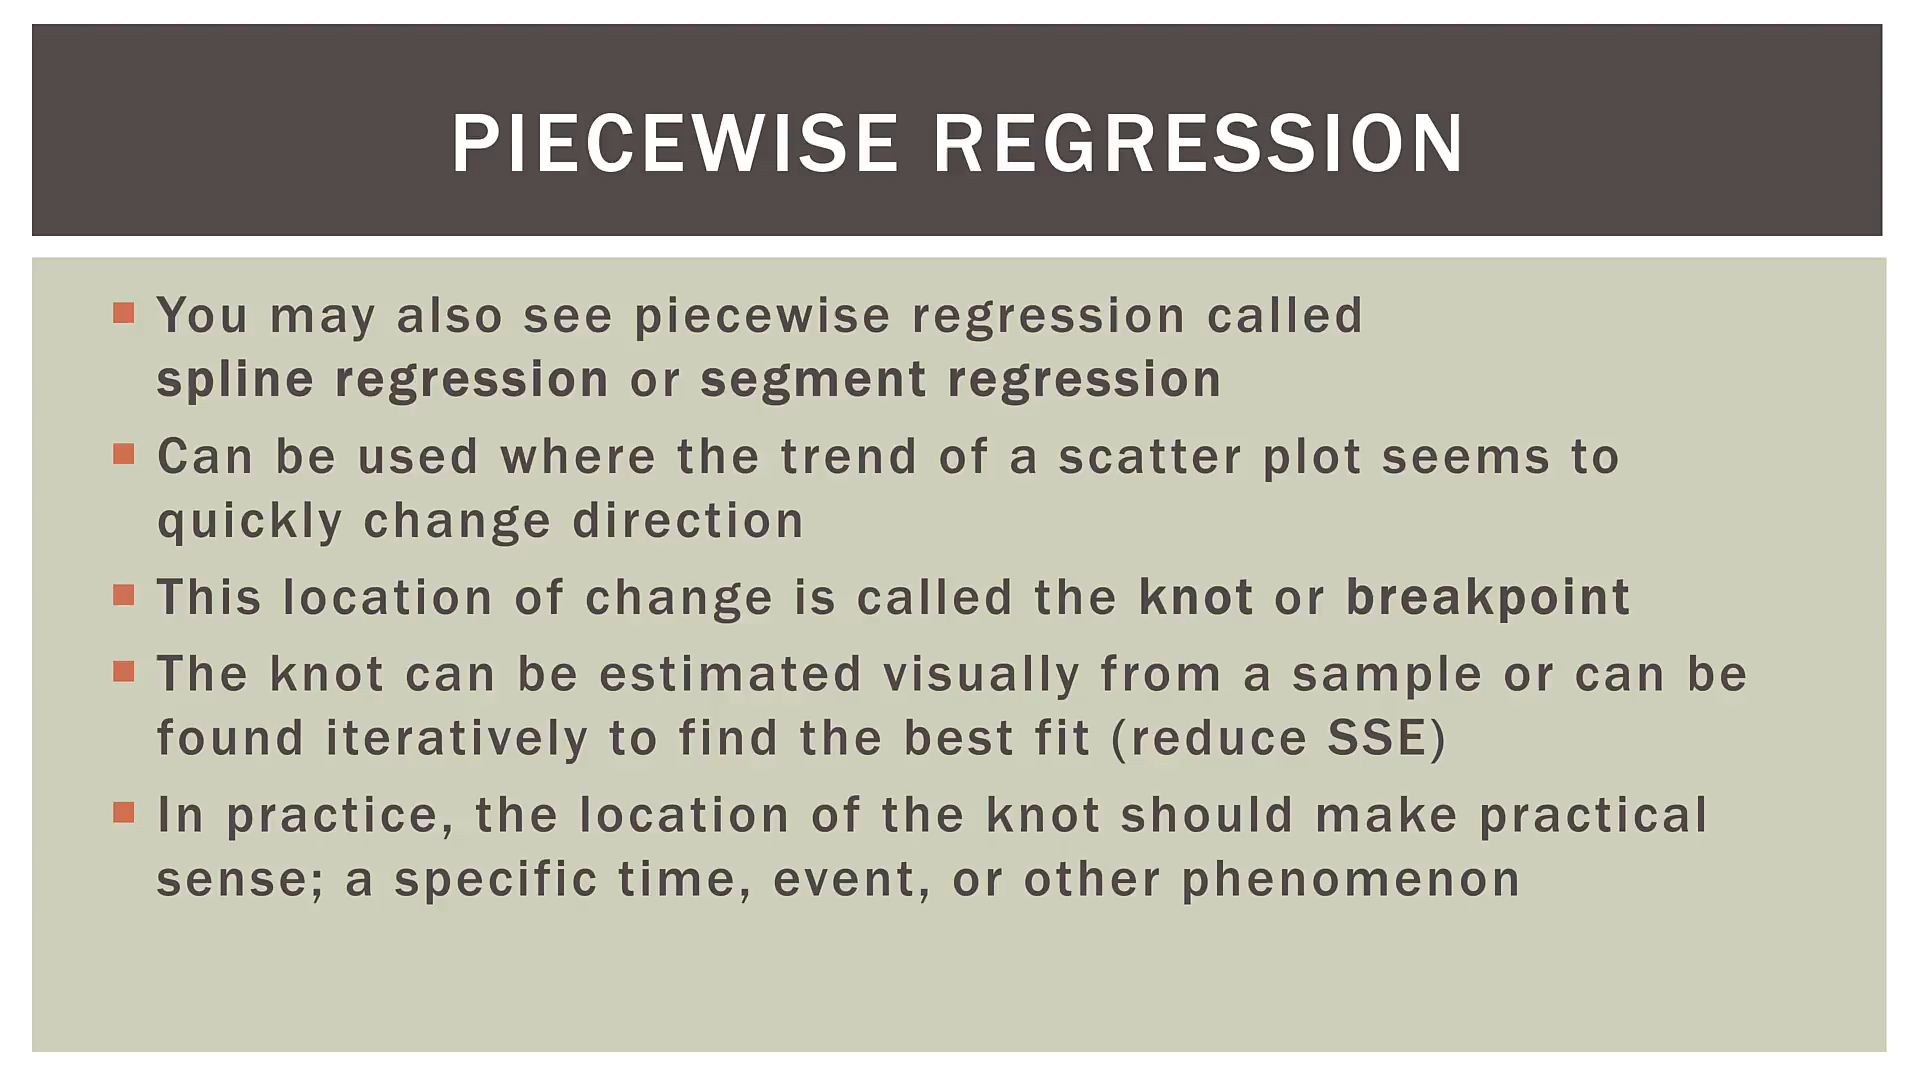 PIECEWISE REGRESSION
You may also see piecewise regression called
spline regression or segment regression
Can be used where the trend of a scatter plot seems to
quickly change direction
This location of change is called the knot or breakpoint
The knot can be estimated visually from a sample or can be
found iteratively to find the best fit (reduce SSE)
In practice, the location of the knot should make practical
sense; a specific time, event, or other phenomenon